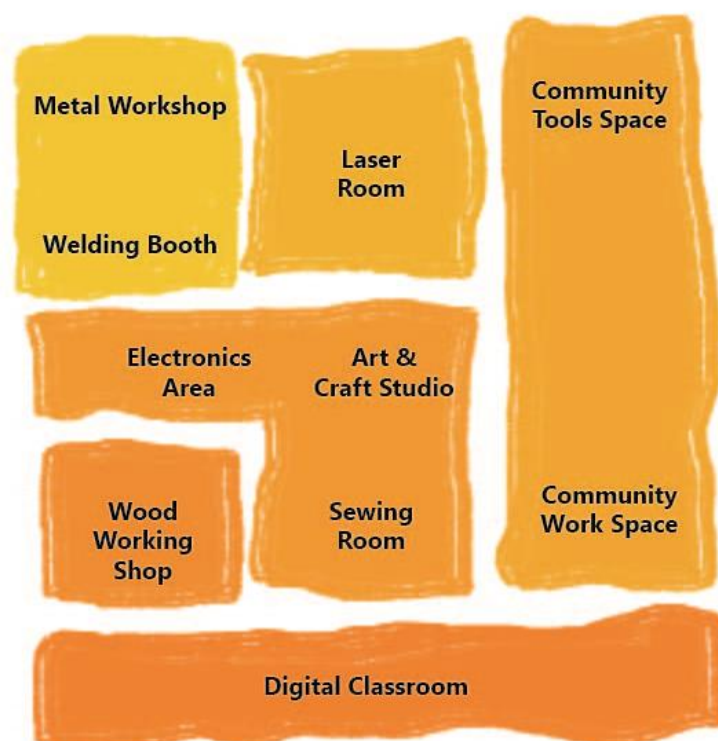 Metal Workshop
Welding Booth
Laser
Room
Community
Tools Space
Electronics
Area
Art &
Craft Studio
Wood
Working
Shop
Sewing
Room
Community
Work Space
Digital Classroom